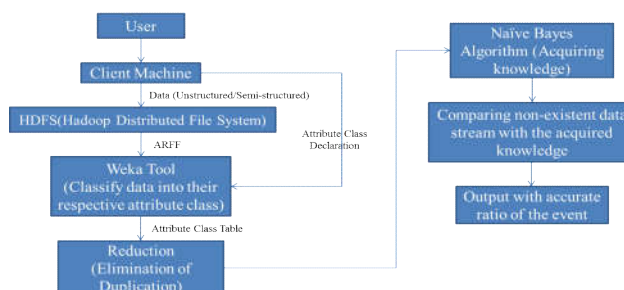 User
Client Machine
Data (Unstructured/Semi-structured)
HDFS(Hadoop Distributed File System)
ARFF
Attribute Class
Declaration
Weka Tool
(Classify data into their
respective attribute class)
Attribute Class Table
Reduction
(Elimination of
Duplication)
Naïve Bayes
Algorithm (Acquiring
knowledge)
Comparing non-existent data
stream with the acquired
knowledge
Output with accurate
ratio of the event